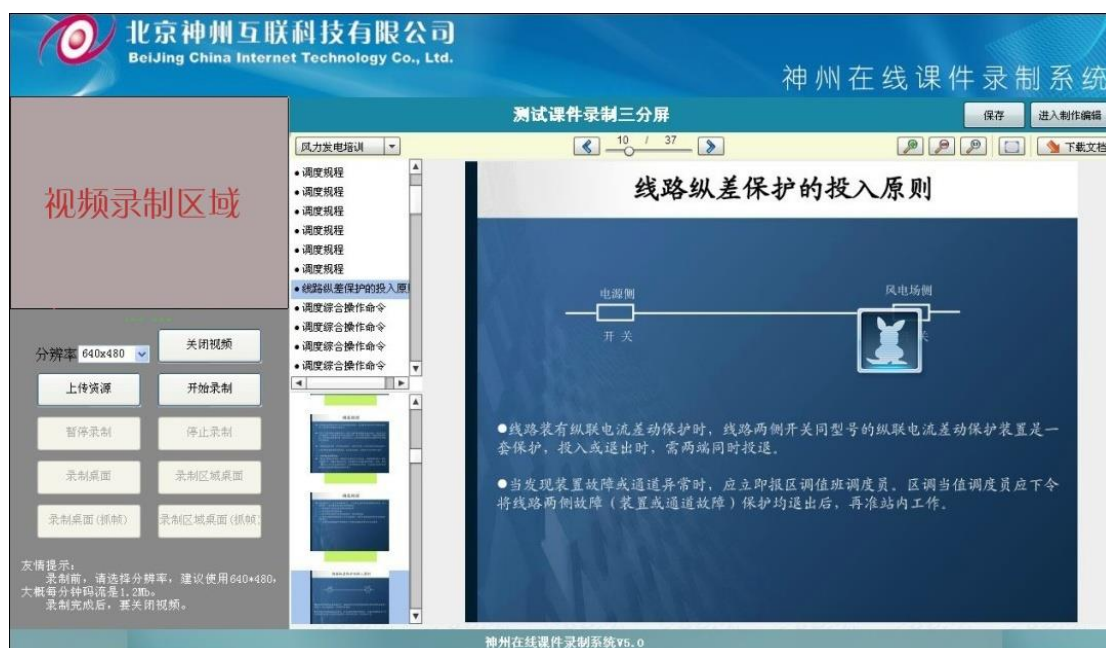 北京神州互联科技有限公司
BeiJing China Internet Technology Co., Ltd.
神州在线课件录制系统
测试课件录制三分屏
保存
进入制作编辑
视频录制区域
分辨率 640x480
关闭视频
上传资源
开始录制
暂停录制
停止录制
录制桌面
录制区域桌面
录制桌面(抓帧)
录制区域桌面(抓帧
友情提示:
录制前,请选择分辨率,建议使用640*480,
大概每分钟码流是1.2Mb。
录制完成后,要关闭视频。
风力发电培训
10 / 37
下载文档
•调度规程
•调度规程
•调度规程
•调度规程
•调度规程
•调度规程
•线路纵差保护的投入原
•调度综合操作命令
•调度综合操作命令
•调度综合操作命令
•调度综合操作命令
线路纵差保护的投入原则
电源侧
风电场侧
开关
关
●线路装有纵联电流差动保护时,线路两侧开关同型号的纵联电流差动保护装置是一
套保护,投入或退出时,需两端同时投退。
●当发现装置故障或通道异常时,应立即报区调值班调度员。区调当值调度员应下令
将线路两侧故障(装置或通道故障)保护均退出后,再准站内工作。
神州在线课件录制系统V5.0